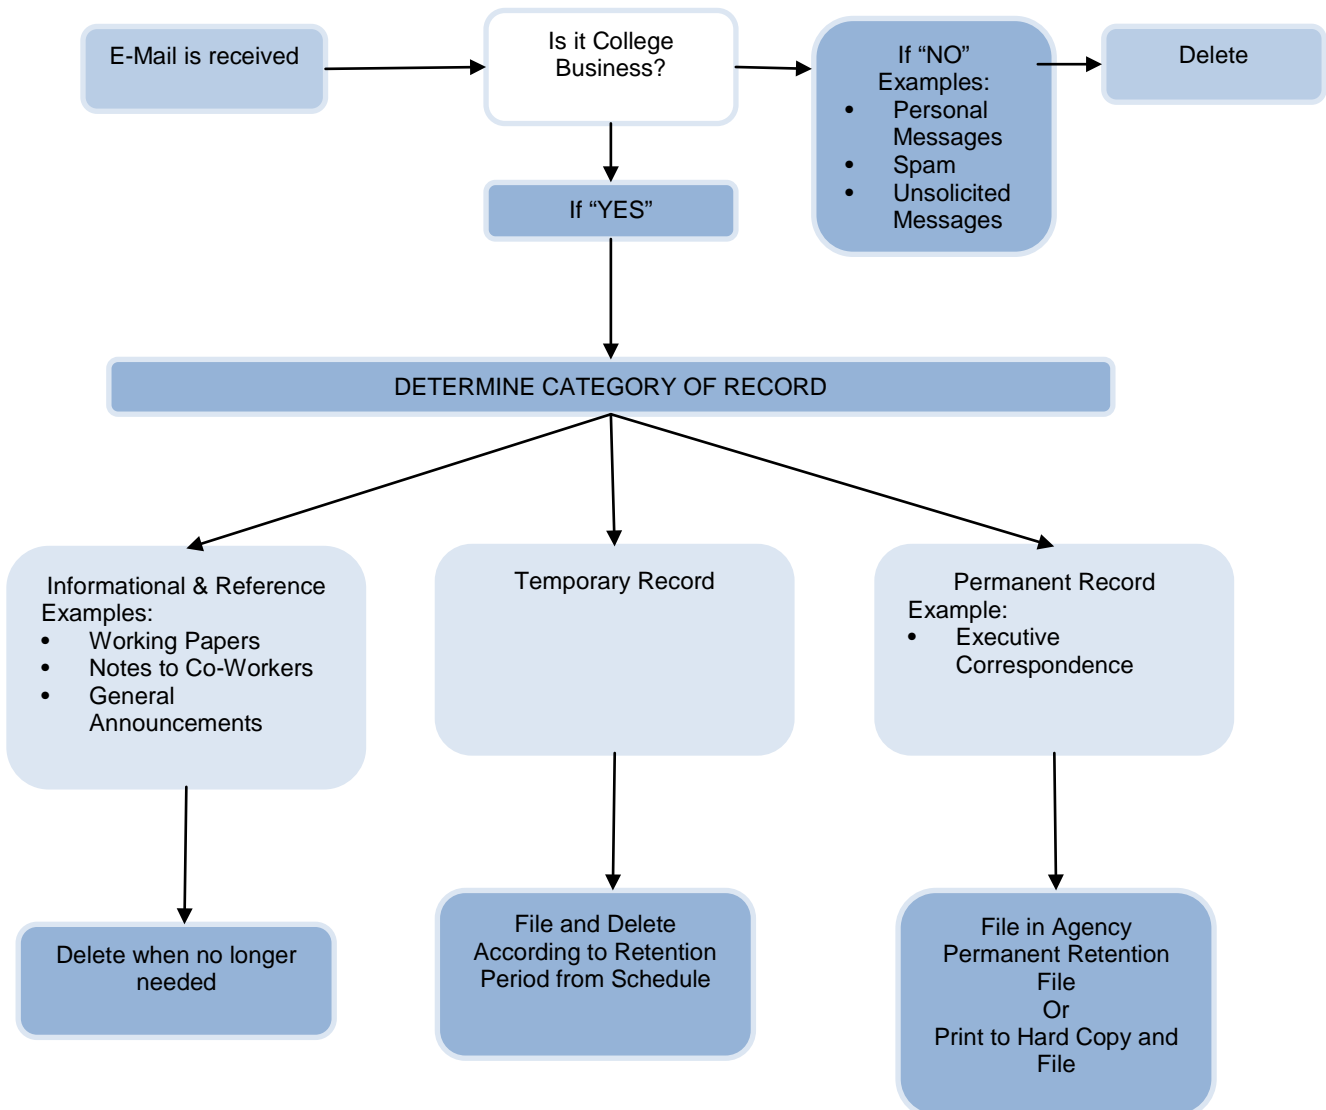 E-Mail is received
Is it College
Business?
If “NO”
Examples:
• Personal
Messages
• Spam
• Unsolicited
Messages
Delete
If “YES”
DETERMINE CATEGORY OF RECORD
Informational & Reference
Examples:
• Working Papers
• Notes to Co-Workers
• General
Announcements
Temporary Record
Permanent Record
Example:
• Executive
Correspondence
Delete when no longer
needed
File and Delete
According to Retention
Period from Schedule
File in Agency
Permanent Retention
File
Or
Print to Hard Copy and
File